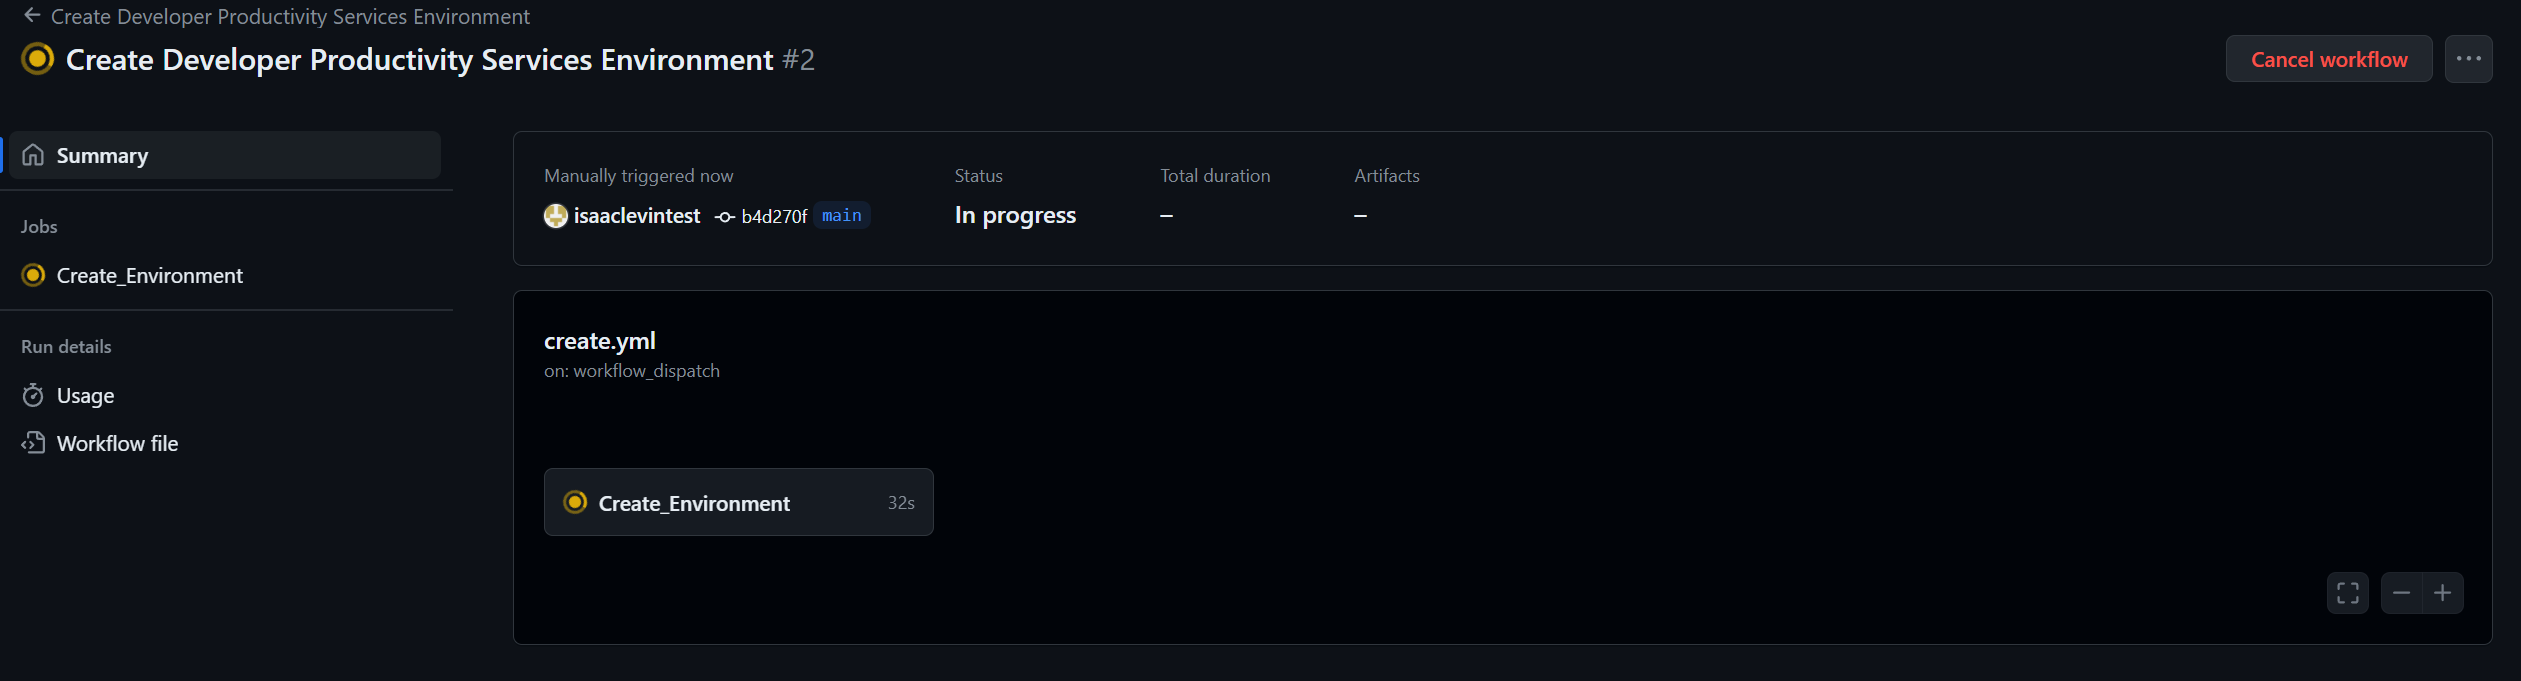 Create Developer Productivity Services Environment
Create Developer Productivity Services Environment #2
Cancel workflow
Summary
Jobs
Create_Environment
Run details
Usage
Workflow file
Manually triggered now
isaaclevintest b4d270f main
Status
In progress
Total duration
–
Artifacts
–
create.yml
on: workflow_dispatch
Create_Environment 32s